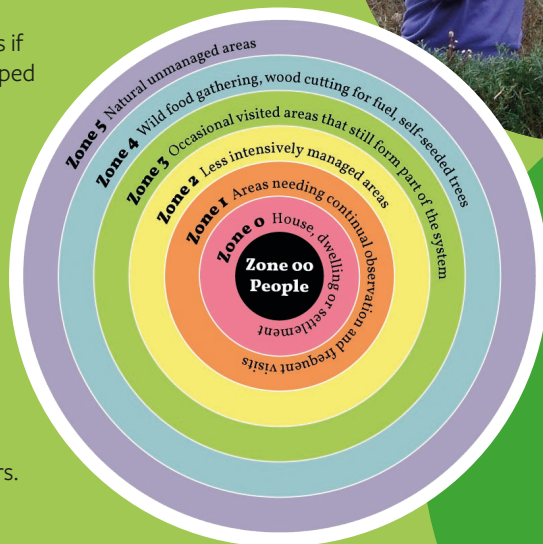 s if
ped
Zone 5 Natural unmanaged areas
Zone 4 Wild food gathering, wood cutting for fuel, self-seeded trees
Zone 3 Occasional visited areas that still form part of the system
Zone 2 Less intensively managed areas
Zone 1 Areas needing continual observation and frequent visits
Zone 0 House, dwelling or settlement
Zone 00
People
rs.